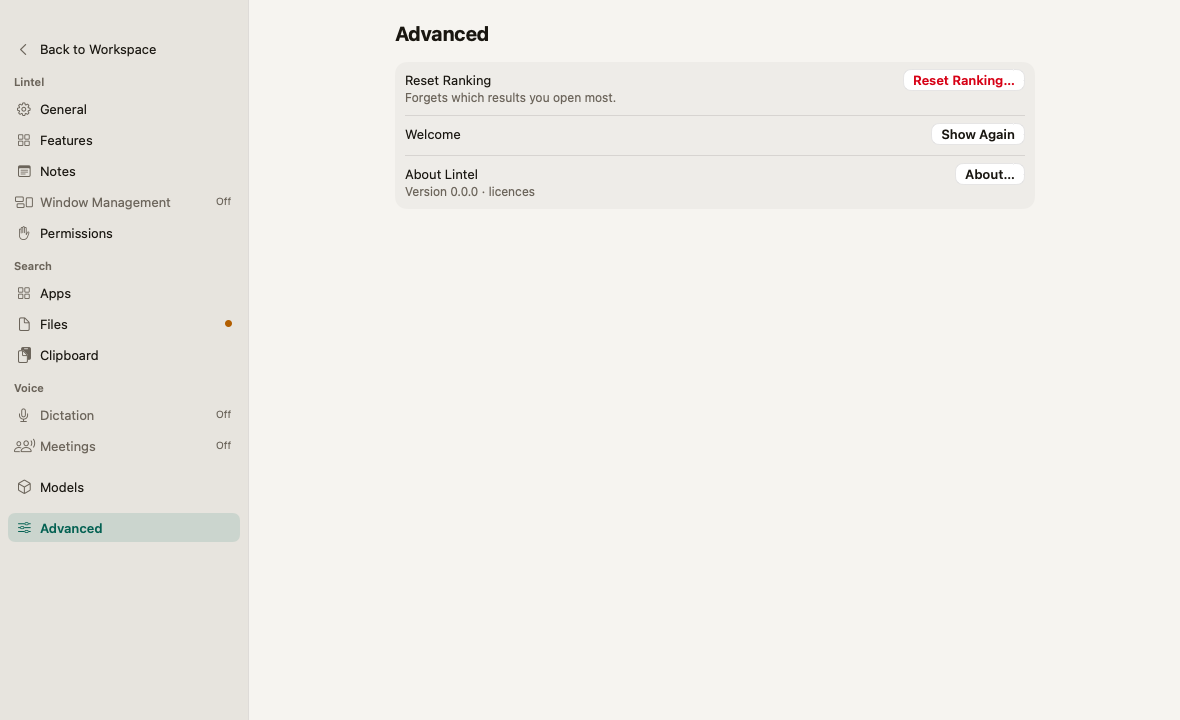 Back to Workspace
Lintel
General
Features
Notes
Window Management Off
Permissions
Search
Apps
Files
Clipboard
Voice
Dictation Off
Meetings Off
Models
Advanced
Advanced
Reset Ranking Reset Ranking...
Forgets which results you open most.
Welcome Show Again
About Lintel About...
Version 0.0.0 · licences